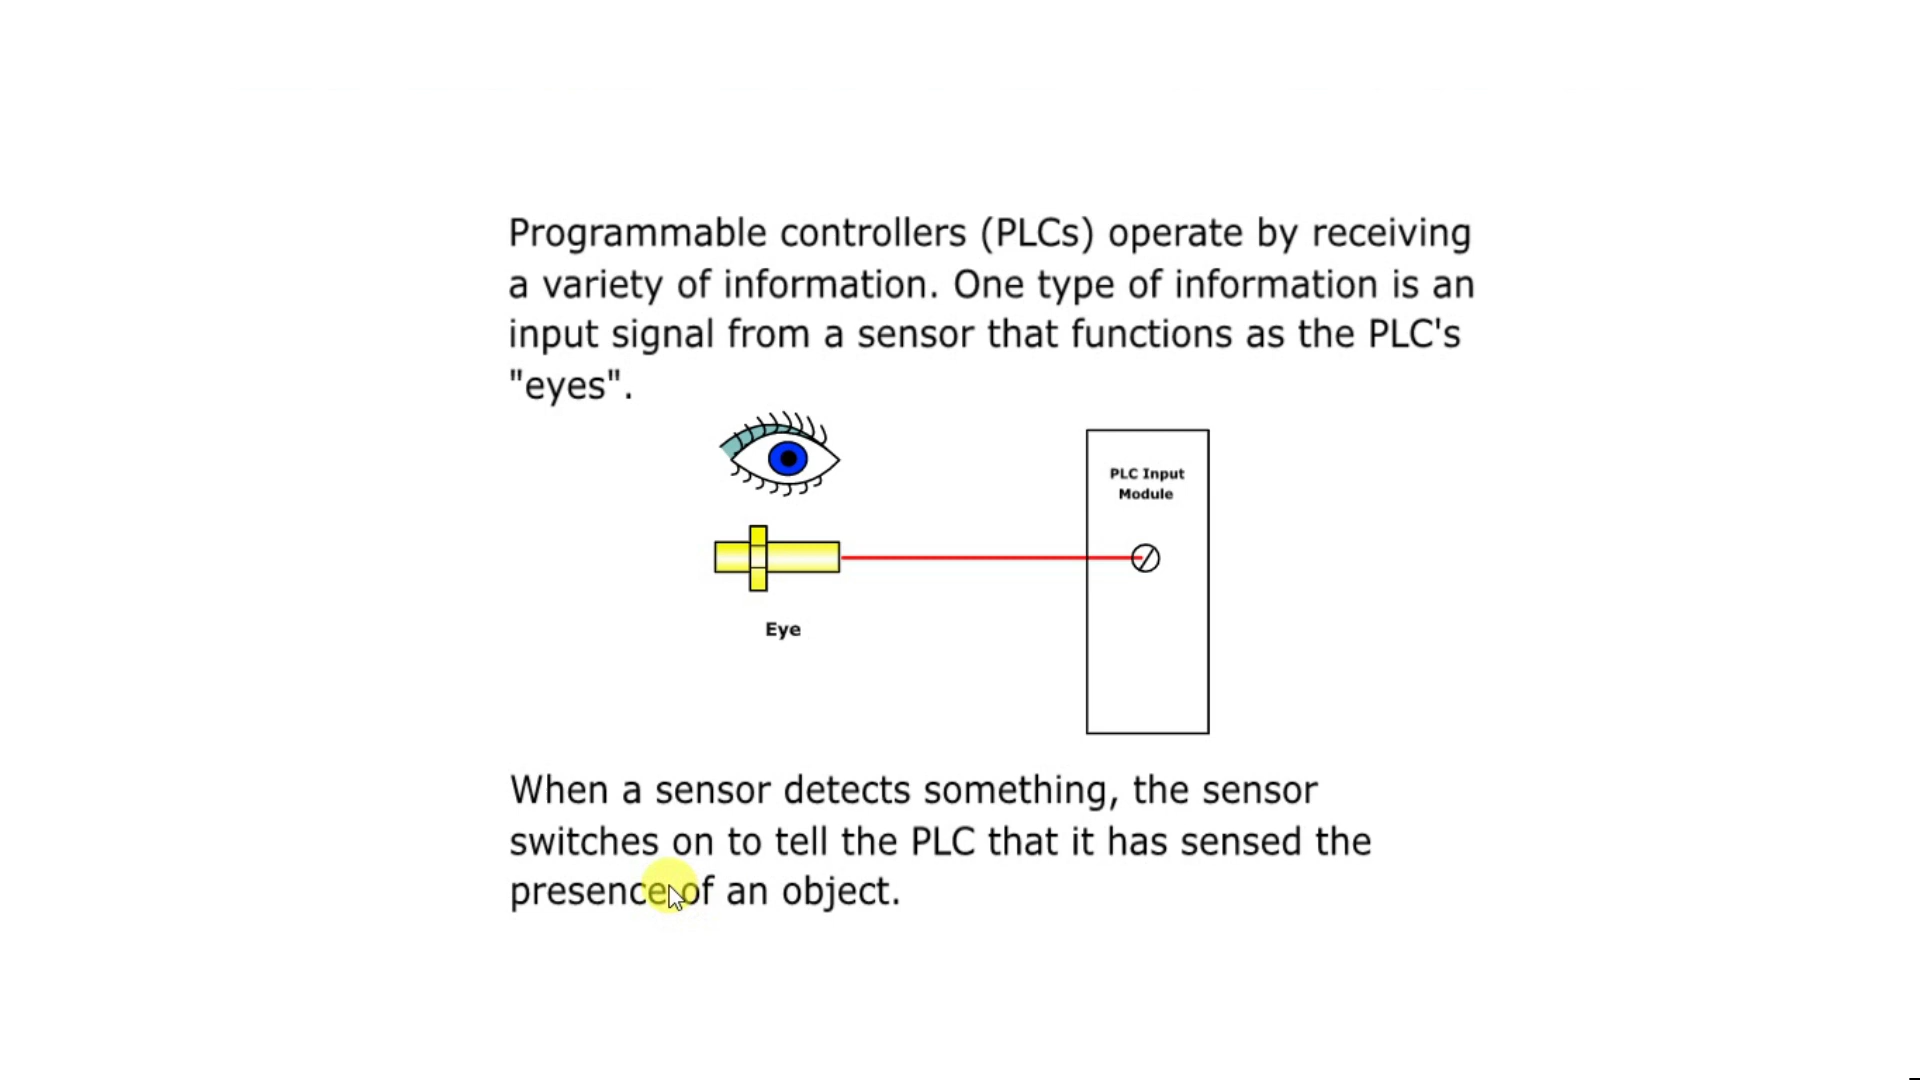 Programmable controllers (PLCs) operate by receiving
a variety of information. One type of information is an
input signal from a sensor that functions as the PLC's
"eyes".
PLC Input
Module
Eye
When a sensor detects something, the sensor
switches on to tell the PLC that it has sensed the
presence of an object.